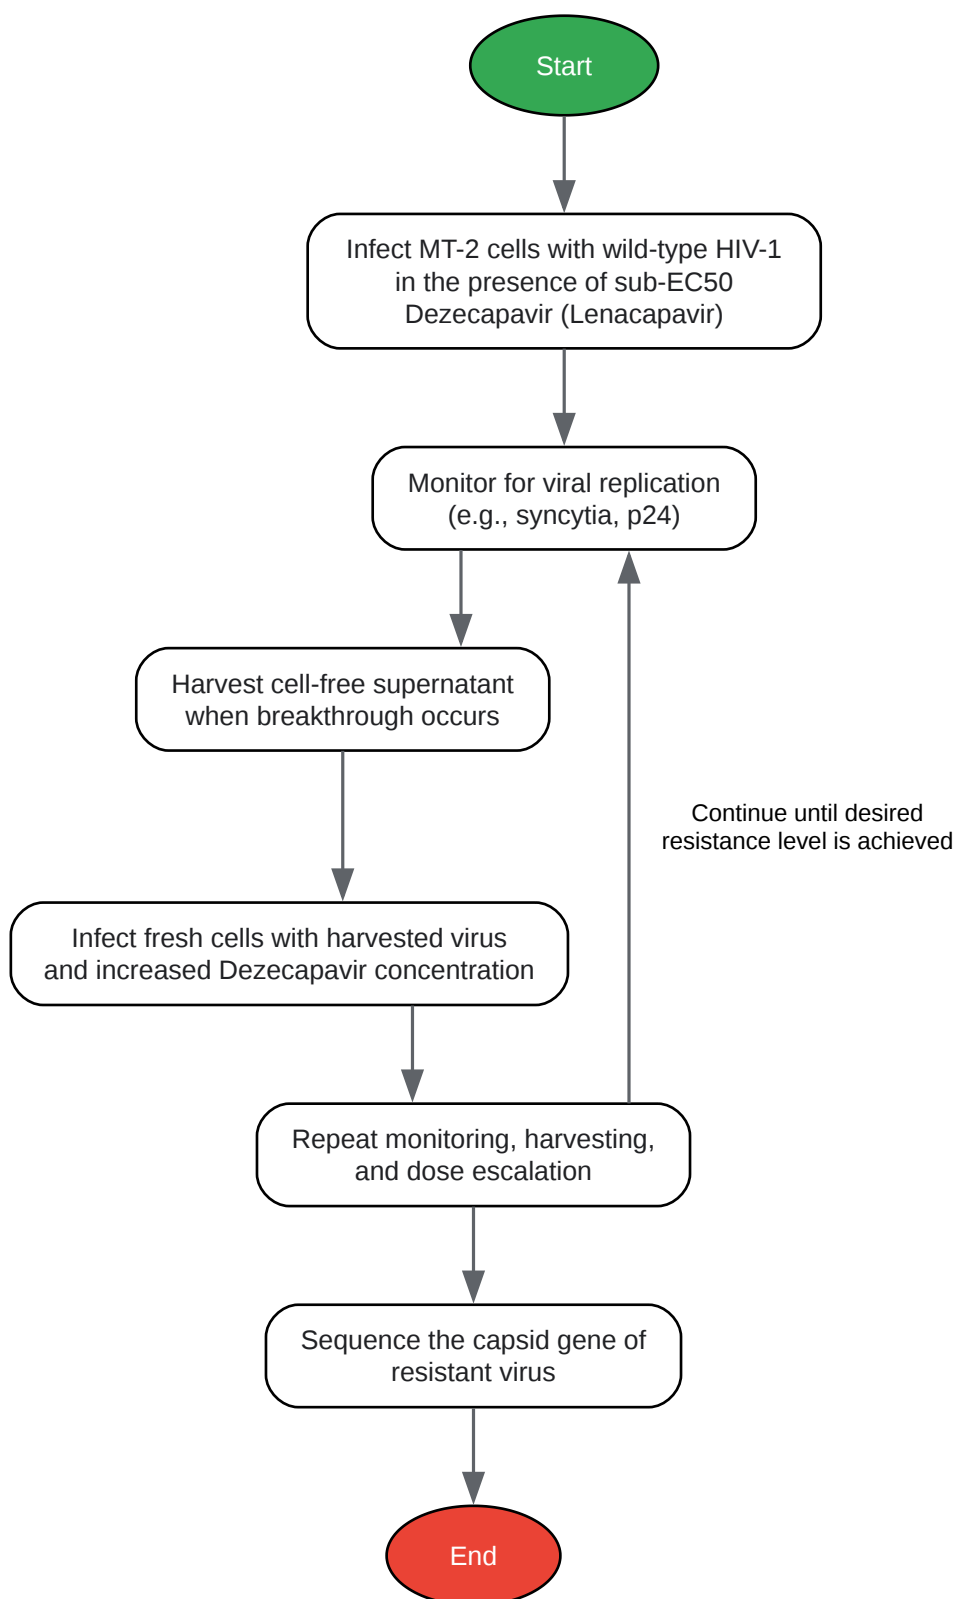 Start
Infect MT-2 cells with wild-type HIV-1
in the presence of sub-EC50
Dezecapavir (Lenacapavir)
Monitor for viral replication
(e.g., syncytia, p24)
Harvest cell-free supernatant
when breakthrough occurs
Continue until desired
resistance level is achieved
Infect fresh cells with harvested virus
and increased Dezecapavir concentration
Repeat monitoring, harvesting,
and dose escalation
Sequence the capsid gene of
resistant virus
End